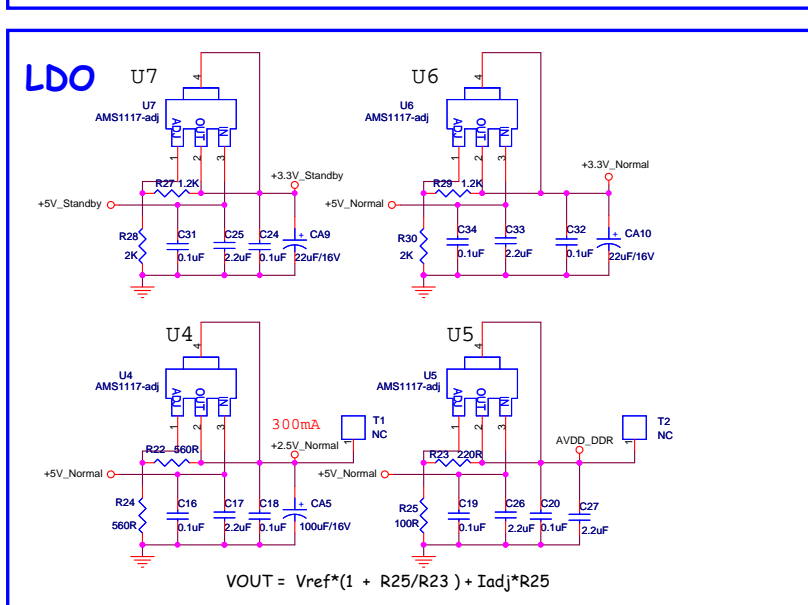 LDO
U7
U7
AMS1117-adj
4
ADJ
OUT
IN
1
2
3
R27 1.2K
+3.3V_Standby
+5V_Standby
R28
2K
C31
0.1uF
C25
2.2uF
C24
0.1uF
+ CA9
22uF/16V
U6
U6
AMS1117-adj
4
ADJ
OUT
IN
1
2
3
R29 1.2K
+3.3V_Normal
+5V_Normal
R30
2K
C34
0.1uF
C33
2.2uF
C32
0.1uF
+ CA10
22uF/16V
U4
U4
AMS1117-adj
4
ADJ
OUT
IN
1
2
3
300mA
+2.5V_Normal
T1
NC
1
R22 560R
+5V_Normal
R24
560R
C16
0.1uF
C17
2.2uF
C18
0.1uF
+ CA5
100uF/16V
U5
U5
AMS1117-adj
4
ADJ
OUT
IN
1
2
3
AVDD_DDR
T2
NC
1
R23 220R
+5V_Normal
R25
100R
C19
0.1uF
C26
2.2uF
C20
0.1uF
C27
2.2uF
VOUT = Vref*(1 + R25/R23 ) + Iadj*R25